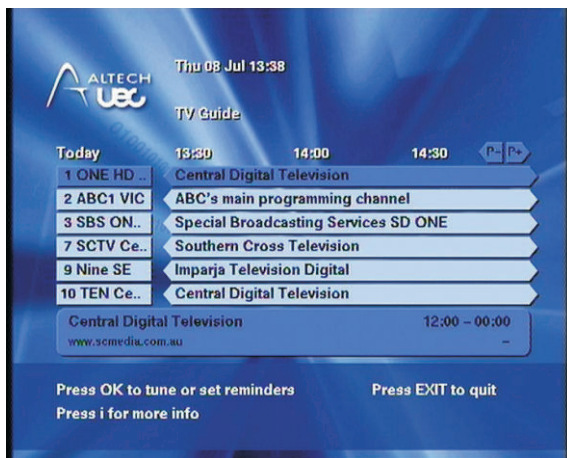 ALTECH
UEC
Thu 08 Jul 13:38
TV Guide
Today 13:30 14:00 14:30 P- P+
1 ONE HD .. Central Digital Television
2 ABC1 VIC ABC's main programming channel
3 SBS ON.. Special Broadcasting Services SD ONE
7 SCTV Ce.. Southern Cross Television
9 Nine SE Imparja Television Digital
10 TEN Ce.. Central Digital Television
Central Digital Television 12:00 – 00:00
www.scmedia.com.au –
Press OK to tune or set reminders Press EXIT to quit
Press i for more info